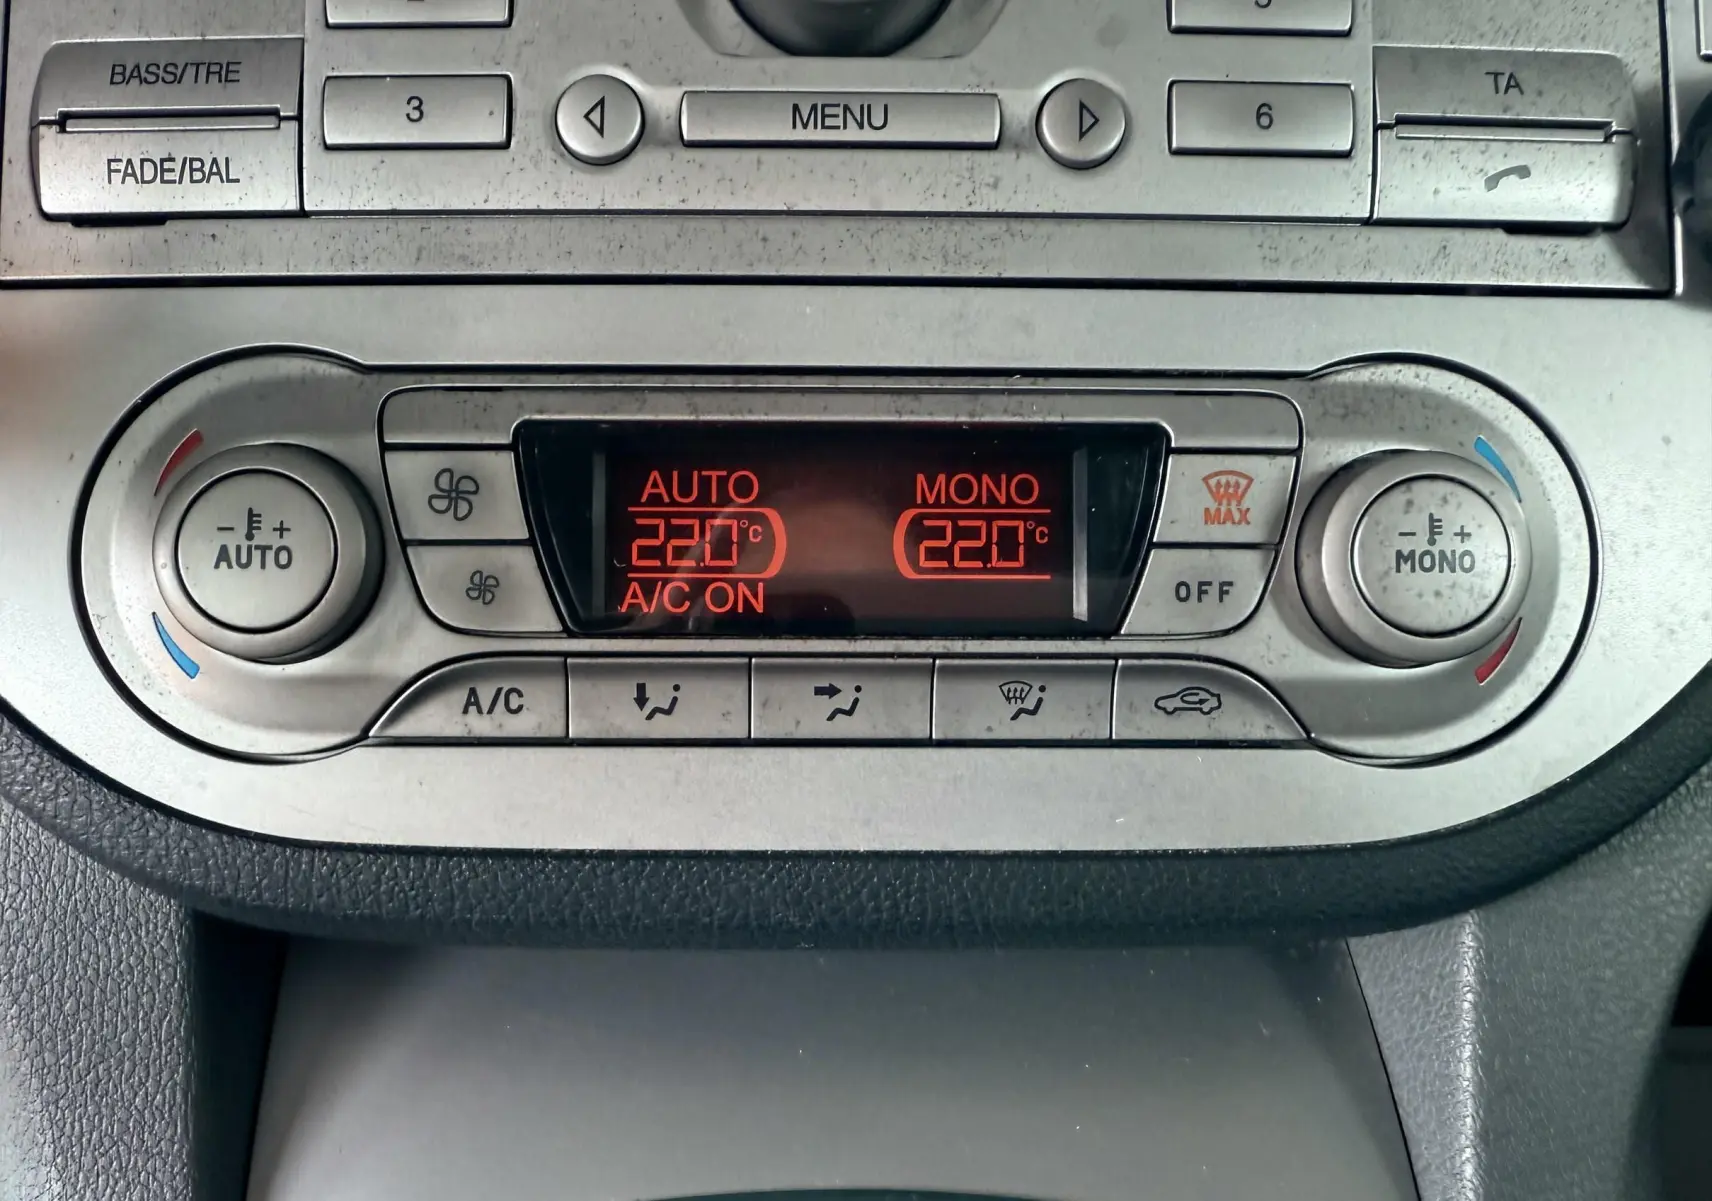 BASS/TRE
FADE/BAL
3
MENU
6
TA
AUTO
22.0°C
A/C ON
MONO
22.0°C
- +
AUTO
MAX
OFF
- +
MONO
A/C